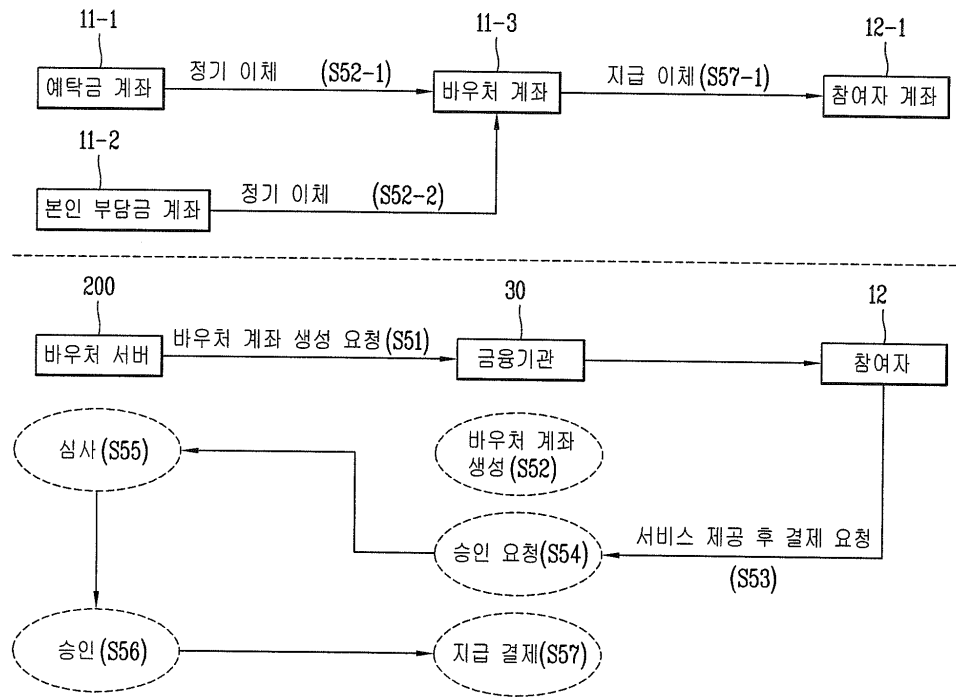 11-1
11-3
12-1
예탁금 계좌
정기 이체 (S52-1)
바우처 계좌
지급 이체(S57-1)
참여자 계좌
11-2
본인 부담금 계좌
정기 이체 (S52-2)
200
30
12
바우처 서버
바우처 계좌 생성 요청(S51)
금융기관
참여자
심사(S55)
바우처 계좌
생성(S52)
승인 요청(S54)
서비스 제공 후 결제 요청
(S53)
승인(S56)
지급 결제(S57)